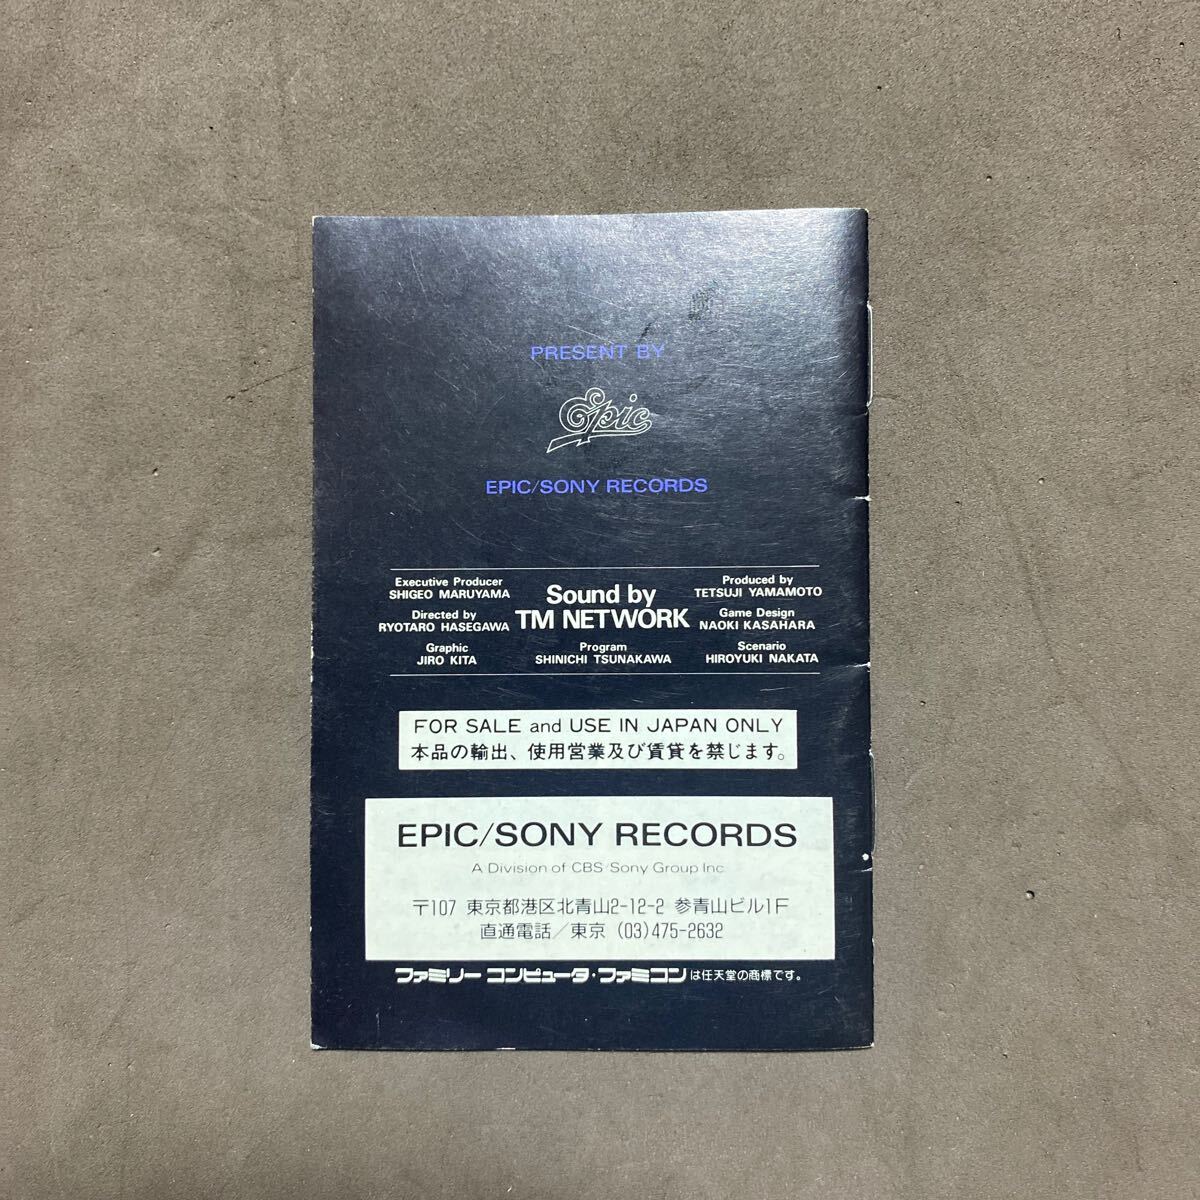 PRESENT BY
Epic
EPIC/SONY RECORDS
Executive Producer
SHIGEO MARUYAMA
Directed by
RYOTARO HASEGAWA
Graphic
JIRO KITA
Sound by
TM NETWORK
Program
SHINICHI TSUNAKAWA
Produced by
TETSUJI YAMAMOTO
Game Design
NAOKI KASAHARA
Scenario
HIROYUKI NAKATA
FOR SALE and USE IN JAPAN ONLY
本品の輸出、使用営業及び賃貸を禁じます。
EPIC/SONY RECORDS
A Division of CBS/Sony Group Inc.
〒107 東京都港区北青山2-12-2 参青山ビル1F
直通電話/東京 (03)475-2632
ファミリーコンピュータ・ファミコンは任天堂の商標です。